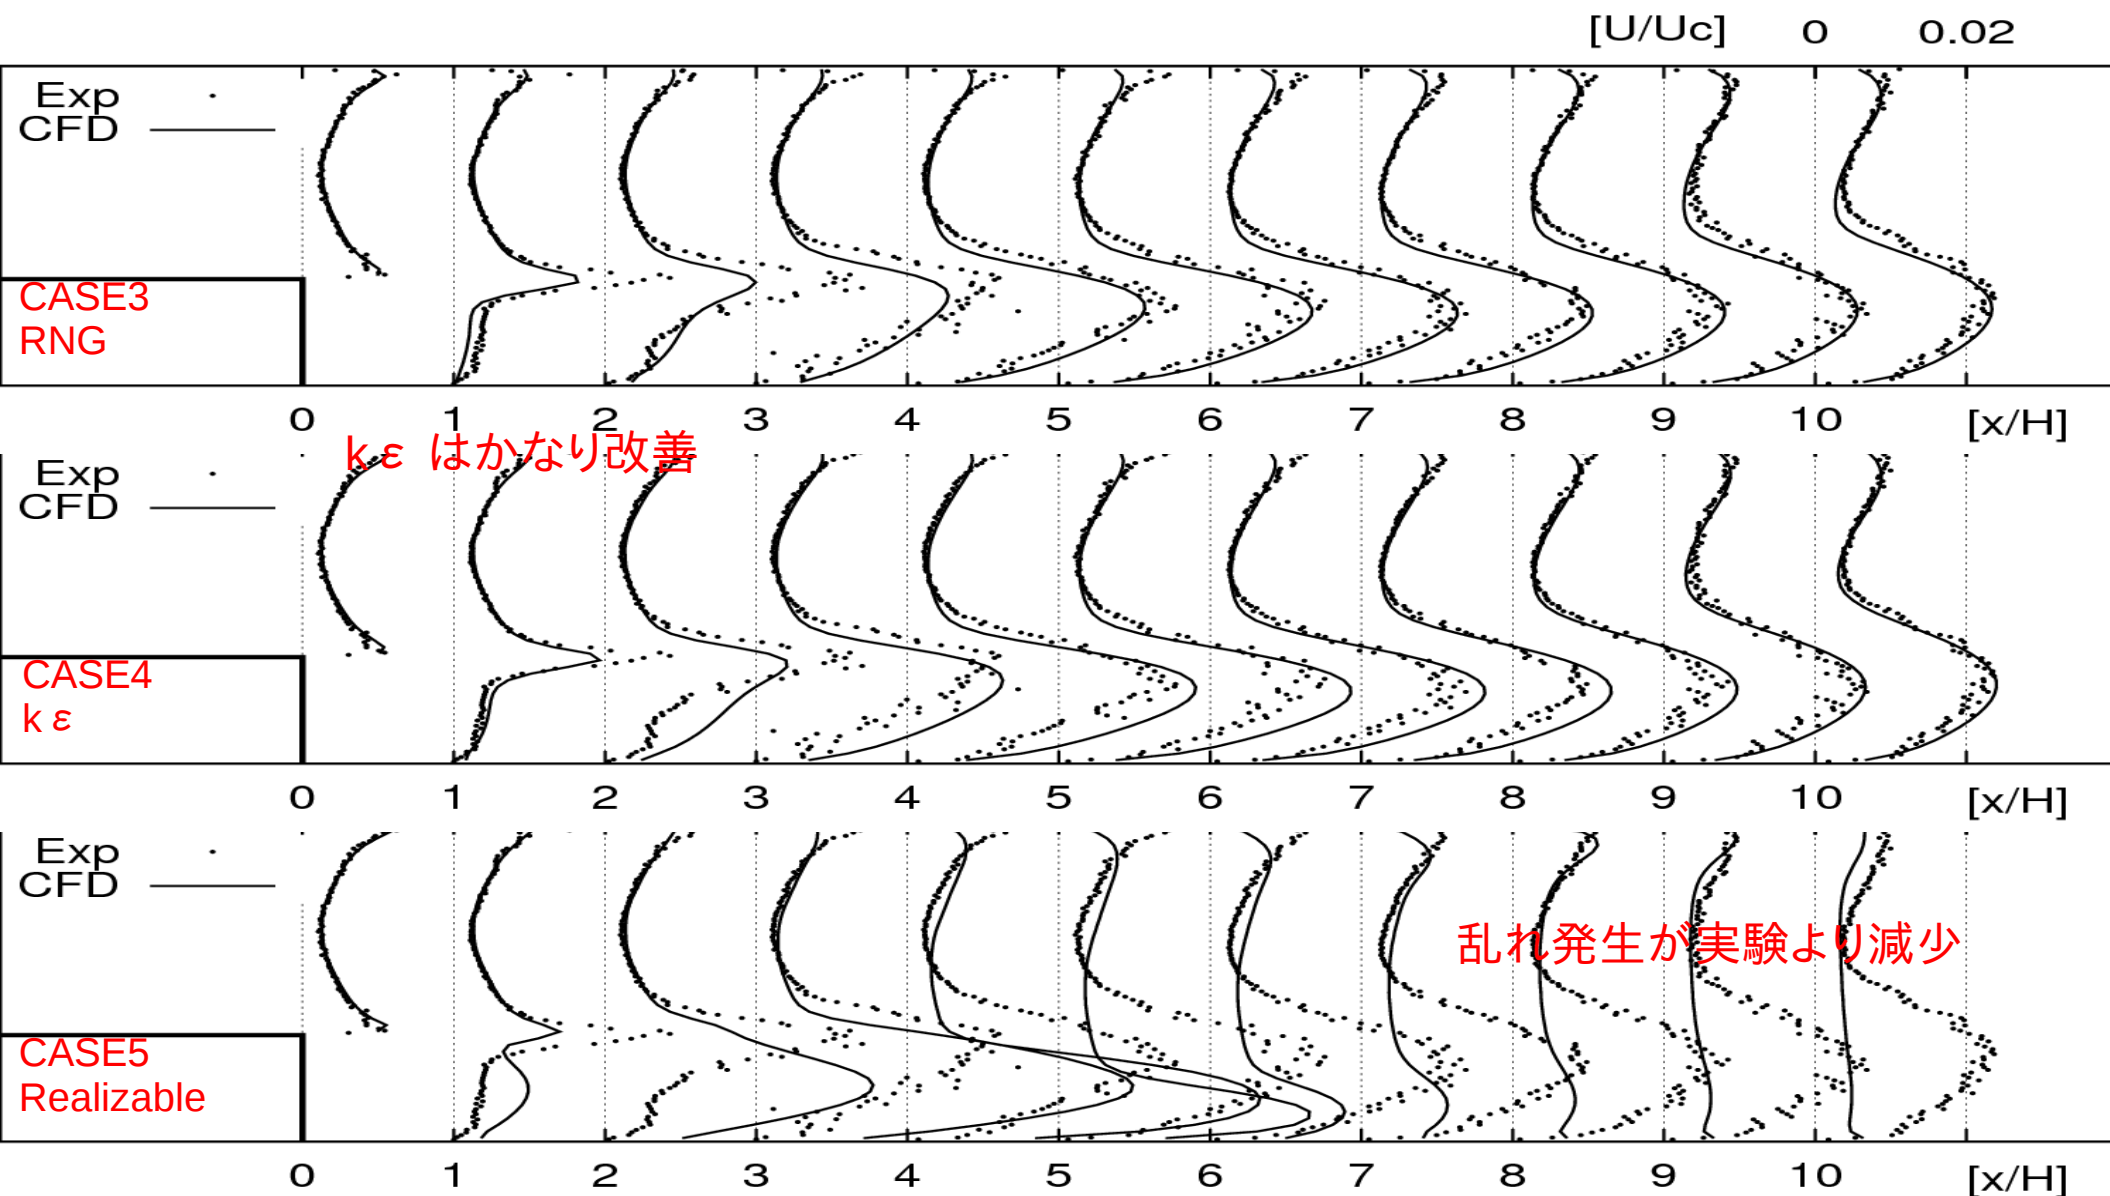 [U/Uc] 0 0.02
Exp
CFD
CASE3
RNG
0 1 2 3 4 5 6 7 8 9 10 [x/H]
kε はかなり改善
Exp
CFD
CASE4
kε
0 1 2 3 4 5 6 7 8 9 10 [x/H]
Exp
CFD
乱れ発生が実験より減少
CASE5
Realizable
0 1 2 3 4 5 6 7 8 9 10 [x/H]